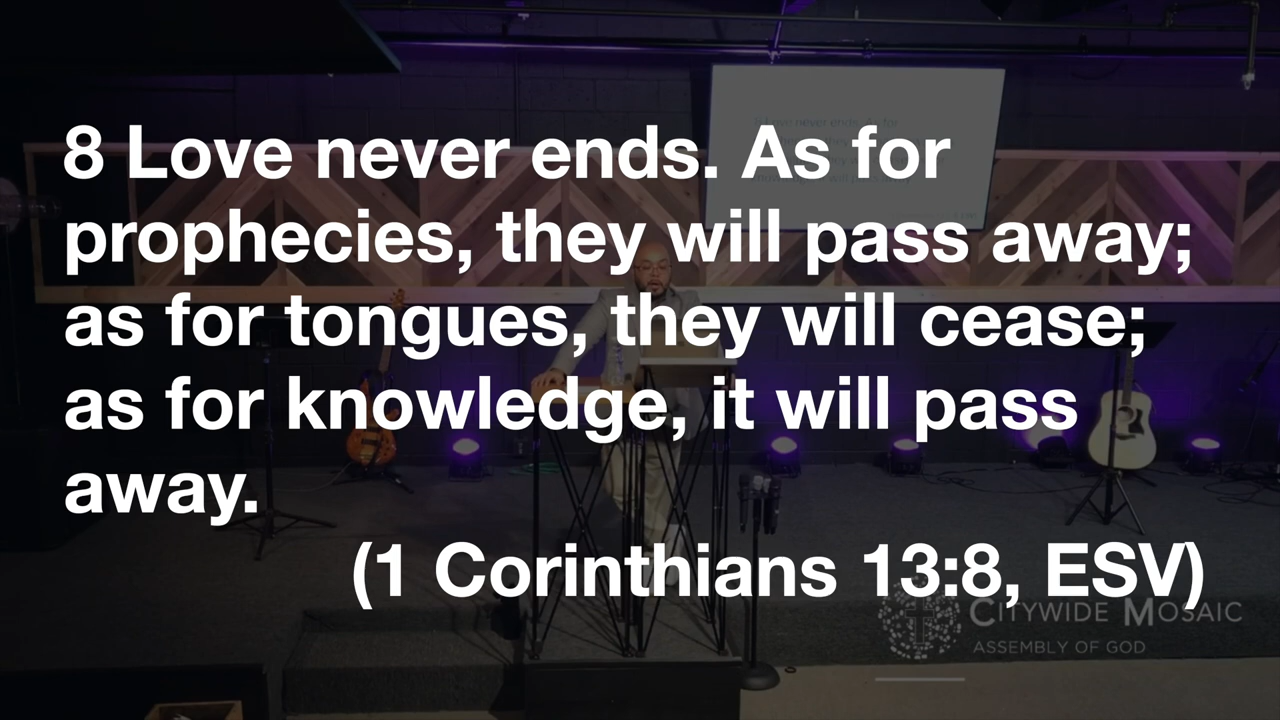 8 Love never ends. As for
prophecies, they will pass away;
as for tongues, they will cease;
as for knowledge, it will pass
away.
(1 Corinthians 13:8, ESV)
CITYWIDE MOSAIC
ASSEMBLY OF GOD